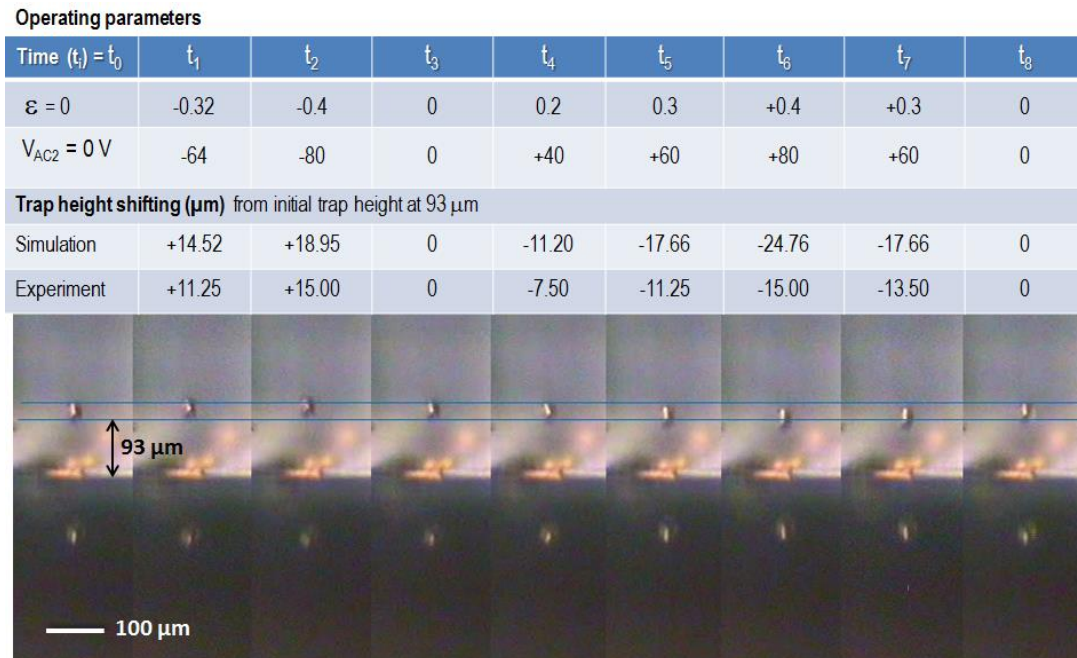 Operating parameters
Time (tᵢ) = t₀ t₁ t₂ t₃ t₄ t₅ t₆ t₇ t₈
ε = 0 -0.32 -0.4 0 0.2 0.3 +0.4 +0.3 0
V_AC2 = 0 V -64 -80 0 +40 +60 +80 +60 0
Trap height shifting (µm) from initial trap height at 93 µm
Simulation +14.52 +18.95 0 -11.20 -17.66 -24.76 -17.66 0
Experiment +11.25 +15.00 0 -7.50 -11.25 -15.00 -13.50 0
93 µm
100 µm